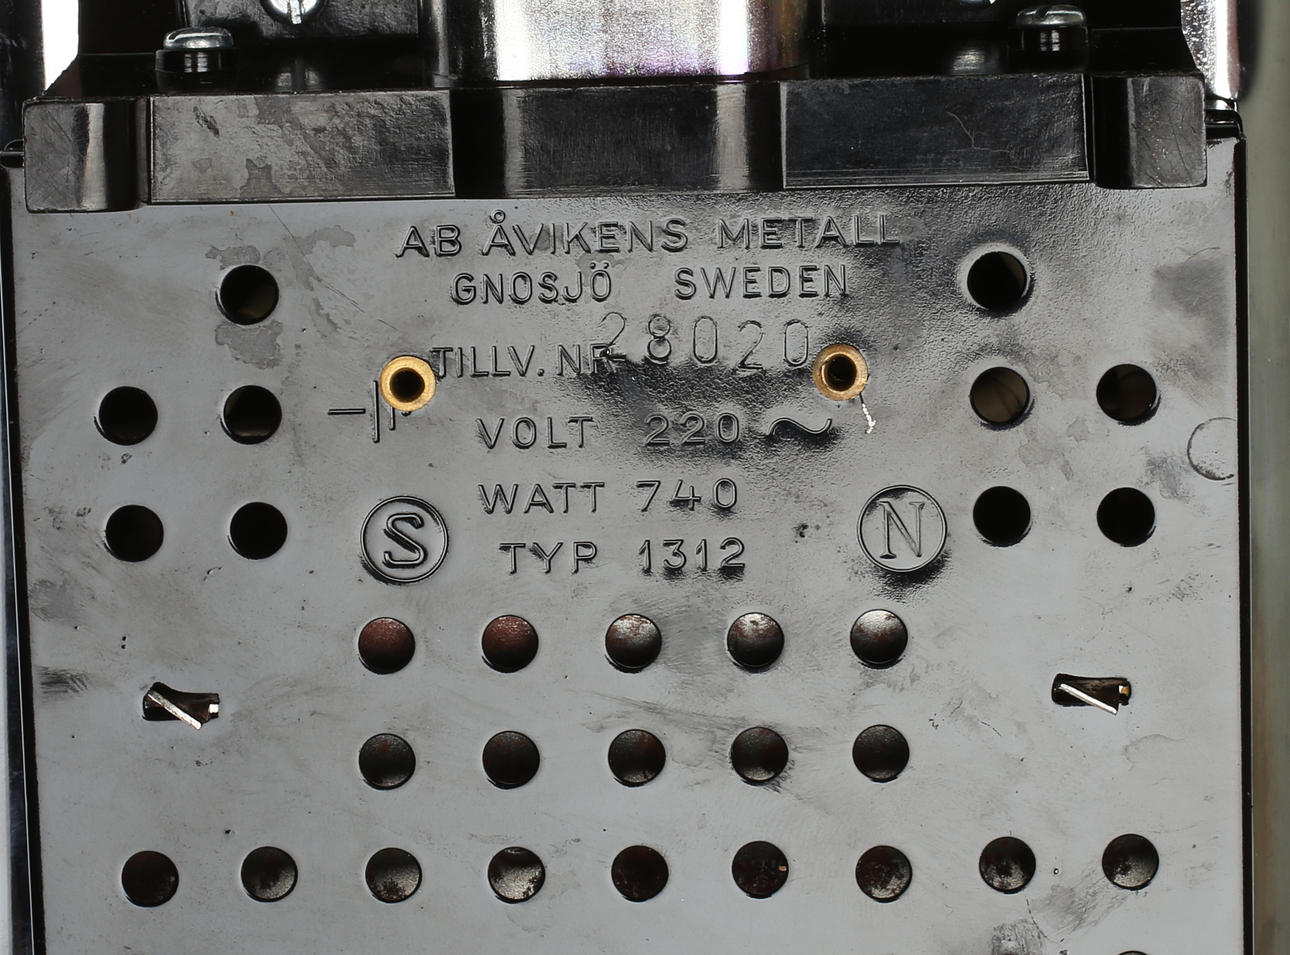 AB ÅVIKENS METALL
GNOSJÖ SWEDEN
TILLV. NR 28020
VOLT 220 ~
WATT 740
S N
TYP 1312